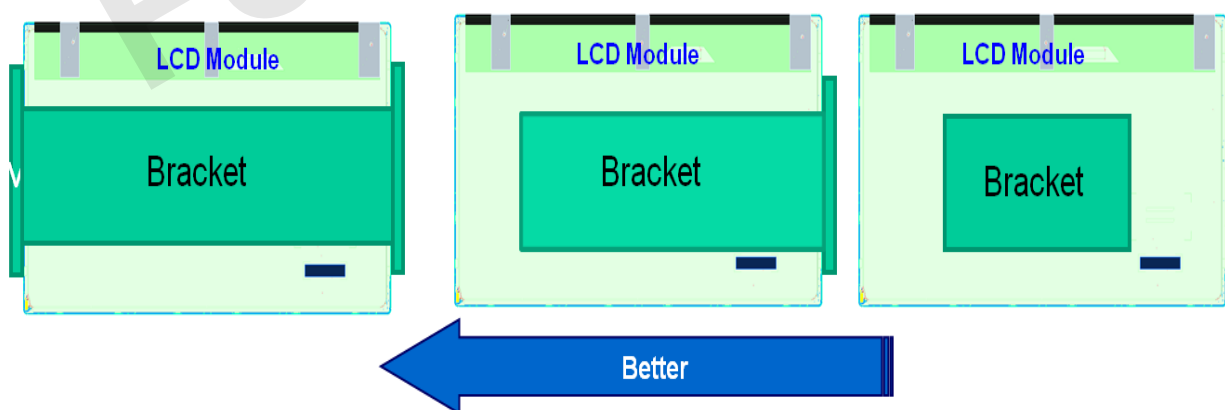 LCD Module
LCD Module
LCD Module
Bracket
Bracket
Bracket
Better